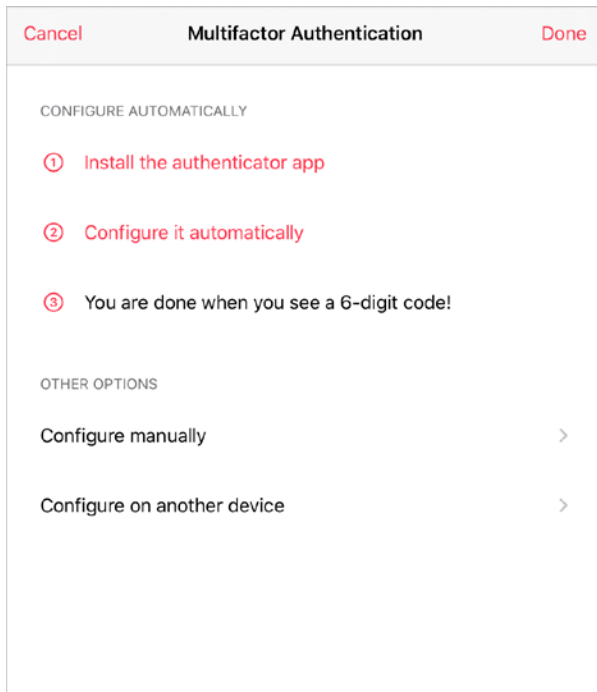 Cancel Multifactor Authentication Done
CONFIGURE AUTOMATICALLY
1 Install the authenticator app
2 Configure it automatically
3 You are done when you see a 6-digit code!
OTHER OPTIONS
Configure manually
Configure on another device